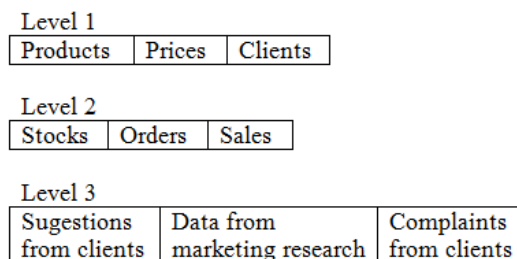 Level 1
Products Prices Clients
Level 2
Stocks Orders Sales
Level 3
Sugestions Data from Complaints
from clients marketing research from clients